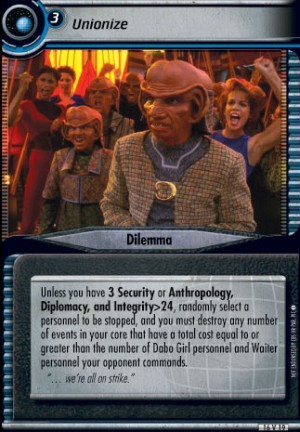 3
Unionize
Dilemma
Unless you have 3 Security or Anthropology,
Diplomacy, and Integrity>24, randomly select a
personnel to be stopped, and you must destroy any
number of events in your core that have a total cost equal to or
greater than the number of Dabo Girl personnel and Waiter
personnel your opponent commands.
"... we're all on strike."
16 V 10